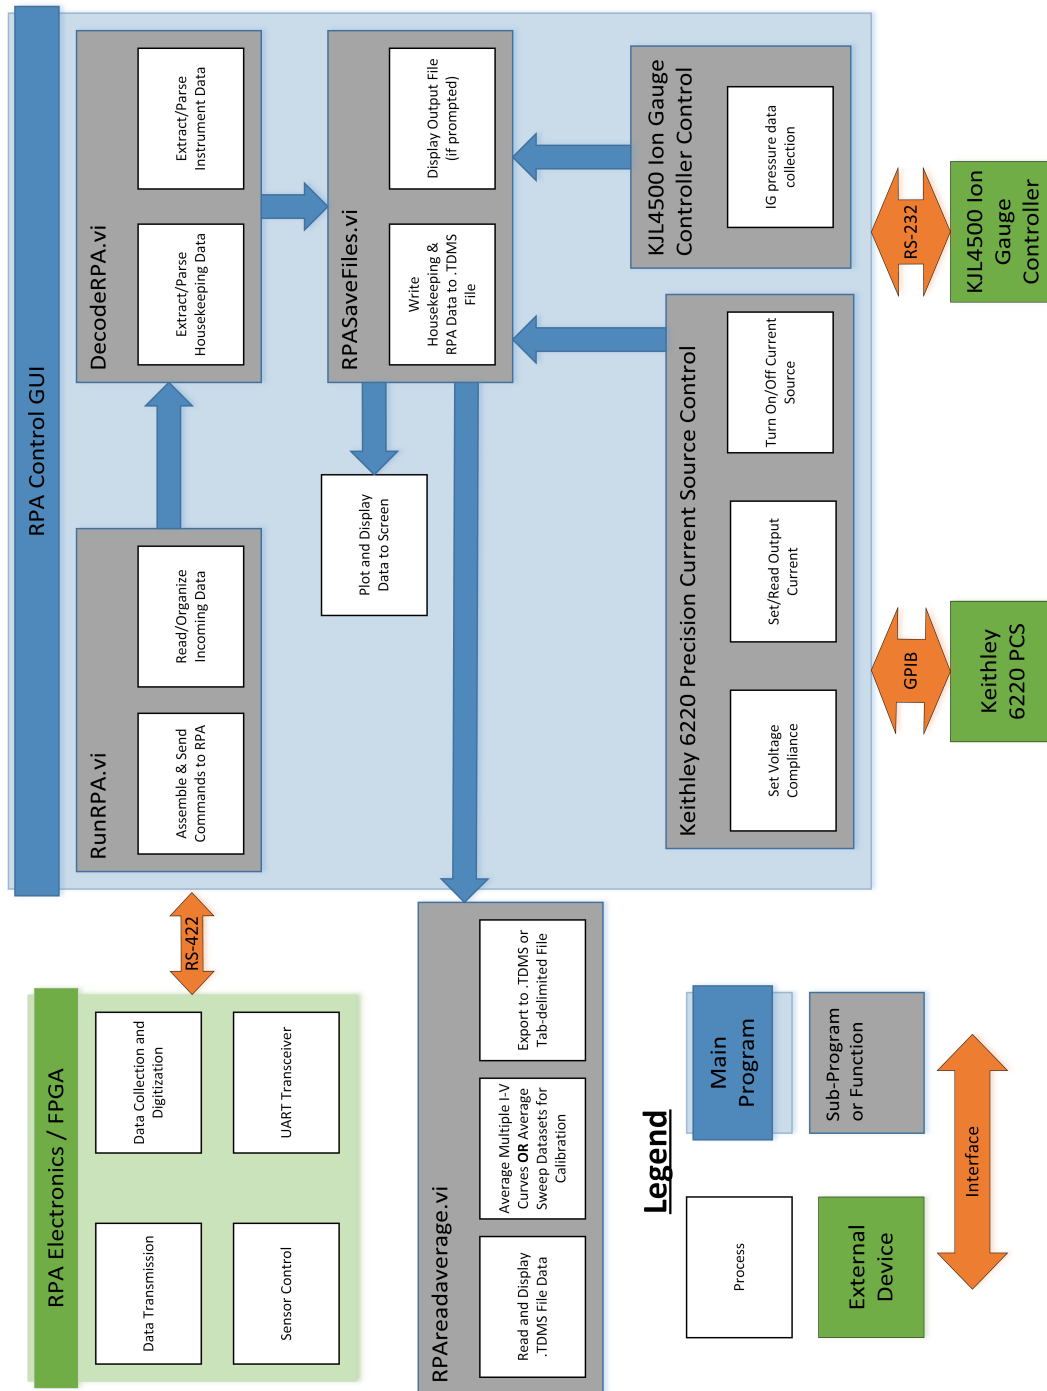 RPA Electronics / FPGA
Data Transmission
Data Collection and
Digitization
Sensor Control
UART Transceiver
RS-422
RPA Control GUI
RunRPA.vi
Assemble & Send
Commands to RPA
Read/Organize
Incoming Data
DecodeRPA.vi
Extract/Parse
Housekeeping Data
Extract/Parse
Instrument Data
RPASaveFiles.vi
Write
Housekeeping &
RPA Data to .TDMS
File
Display Output File
(if prompted)
Plot and Display
Data to Screen
Keithley 6220 Precision Current Source Control
Set Voltage
Compliance
Set/Read Output
Current
Turn On/Off Current
Source
KJL4500 Ion Gauge
Controller Control
IG pressure data
collection
GPIB
RS-232
Keithley
6220 PCS
KJL4500 Ion
Gauge
Controller
RPAreadaverage.vi
Read and Display
.TDMS File Data
Average Multiple I-V
Curves OR Average
Sweep Datasets for
Calibration
Export to .TDMS or
Tab-delimited File
Legend
Process
Main
Program
External
Device
Sub-Program
or Function
Interface